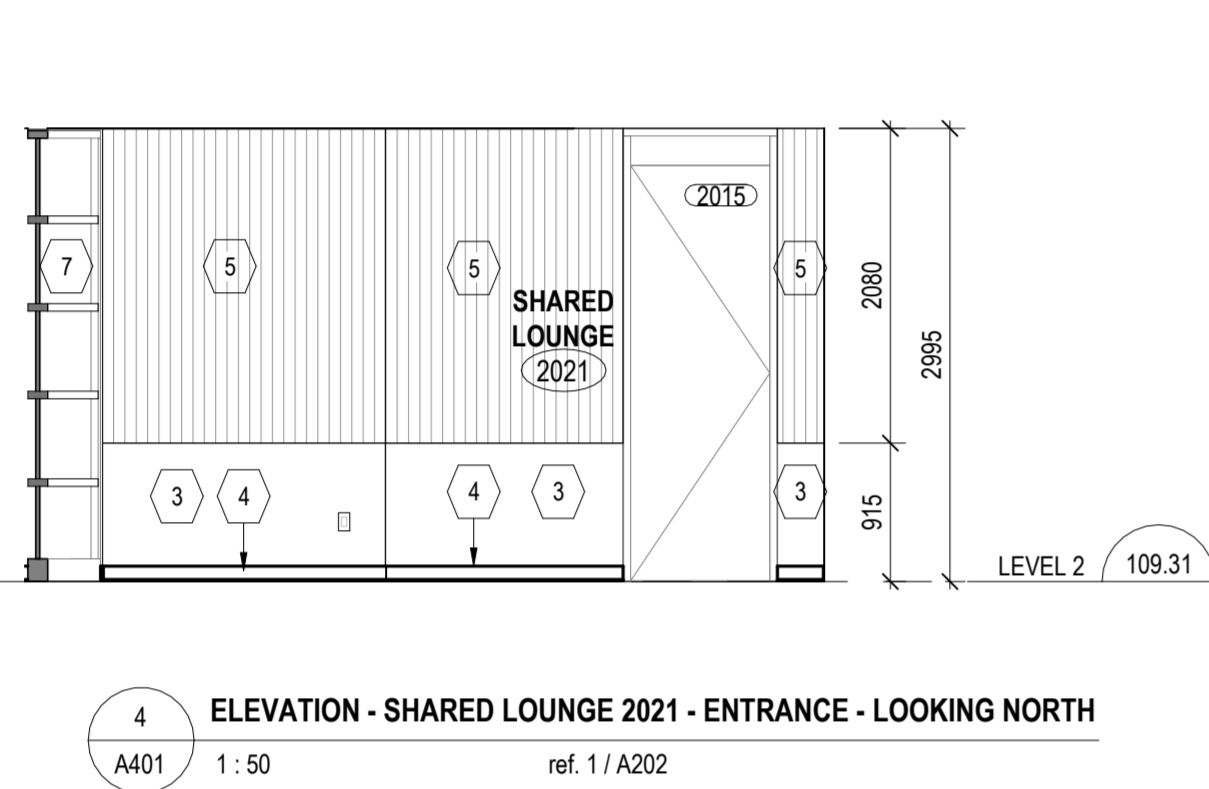 2015
7
5
5
5
SHARED
LOUNGE
2021
2080
2995
3
4
4
3
3
915
LEVEL 2
109.31
4
A401
ELEVATION - SHARED LOUNGE 2021 - ENTRANCE - LOOKING NORTH
1 : 50
ref. 1 / A202